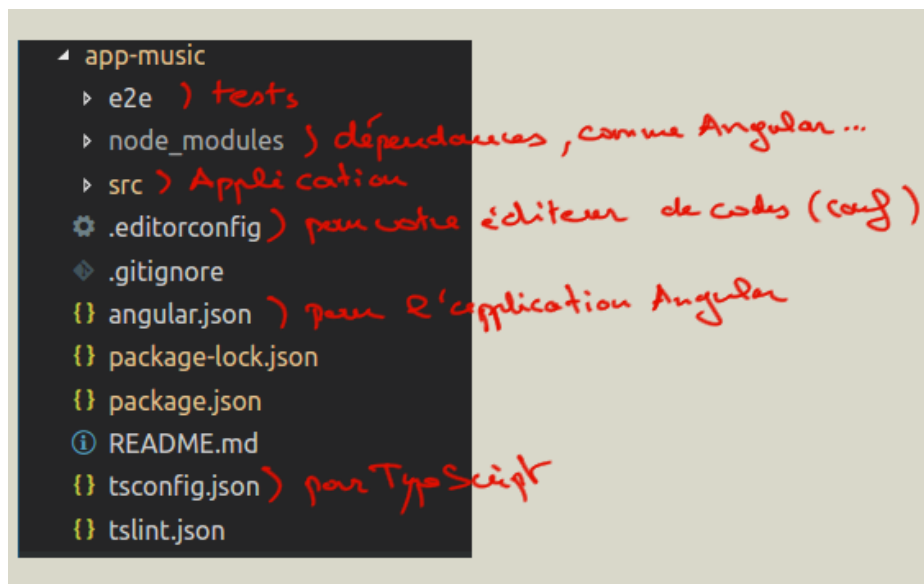 app-music
e2e ) tests
node_modules ) dépendances, comme Angular...
src ) Application
.editorconfig ) pour votre éditeur de codes (conf)
.gitignore
angular.json ) pour l'application Angular
package-lock.json
package.json
README.md
tsconfig.json ) pour TypeScript
tslint.json